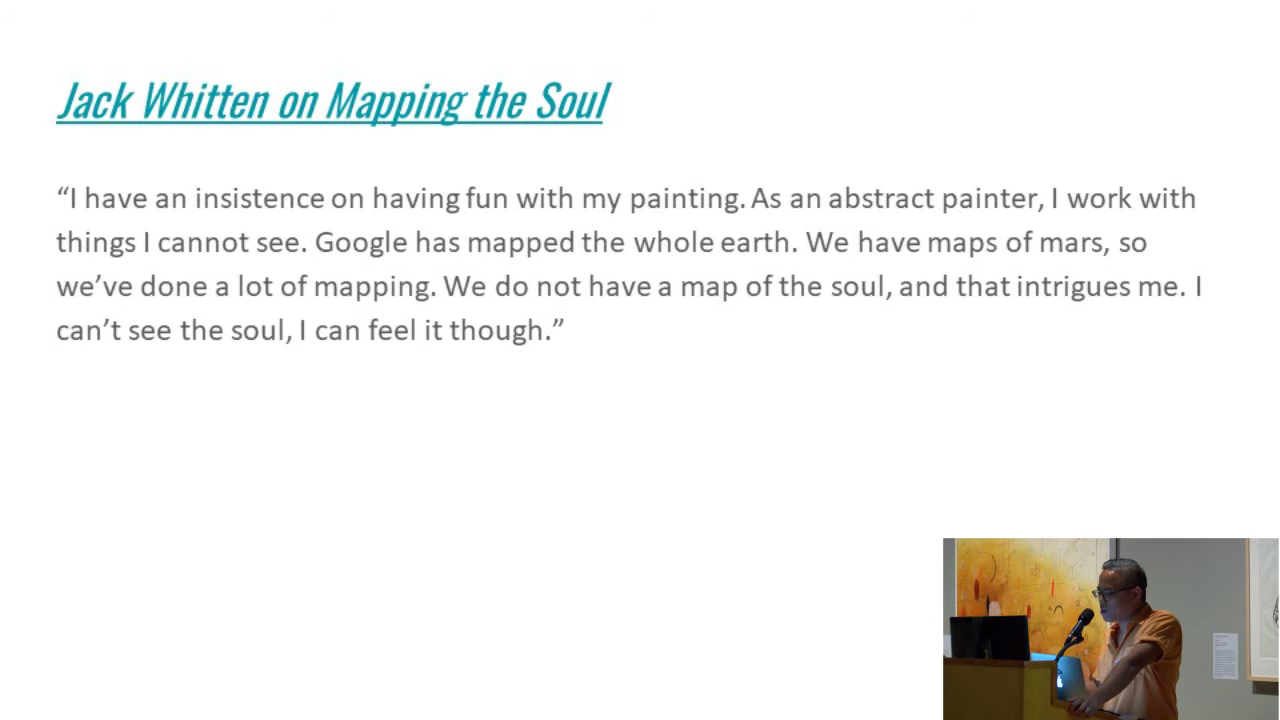 Jack Whitten on Mapping the Soul
“I have an insistence on having fun with my painting. As an abstract painter, I work with
things I cannot see. Google has mapped the whole earth. We have maps of mars, so
we’ve done a lot of mapping. We do not have a map of the soul, and that intrigues me. I
can’t see the soul, I can feel it though.”